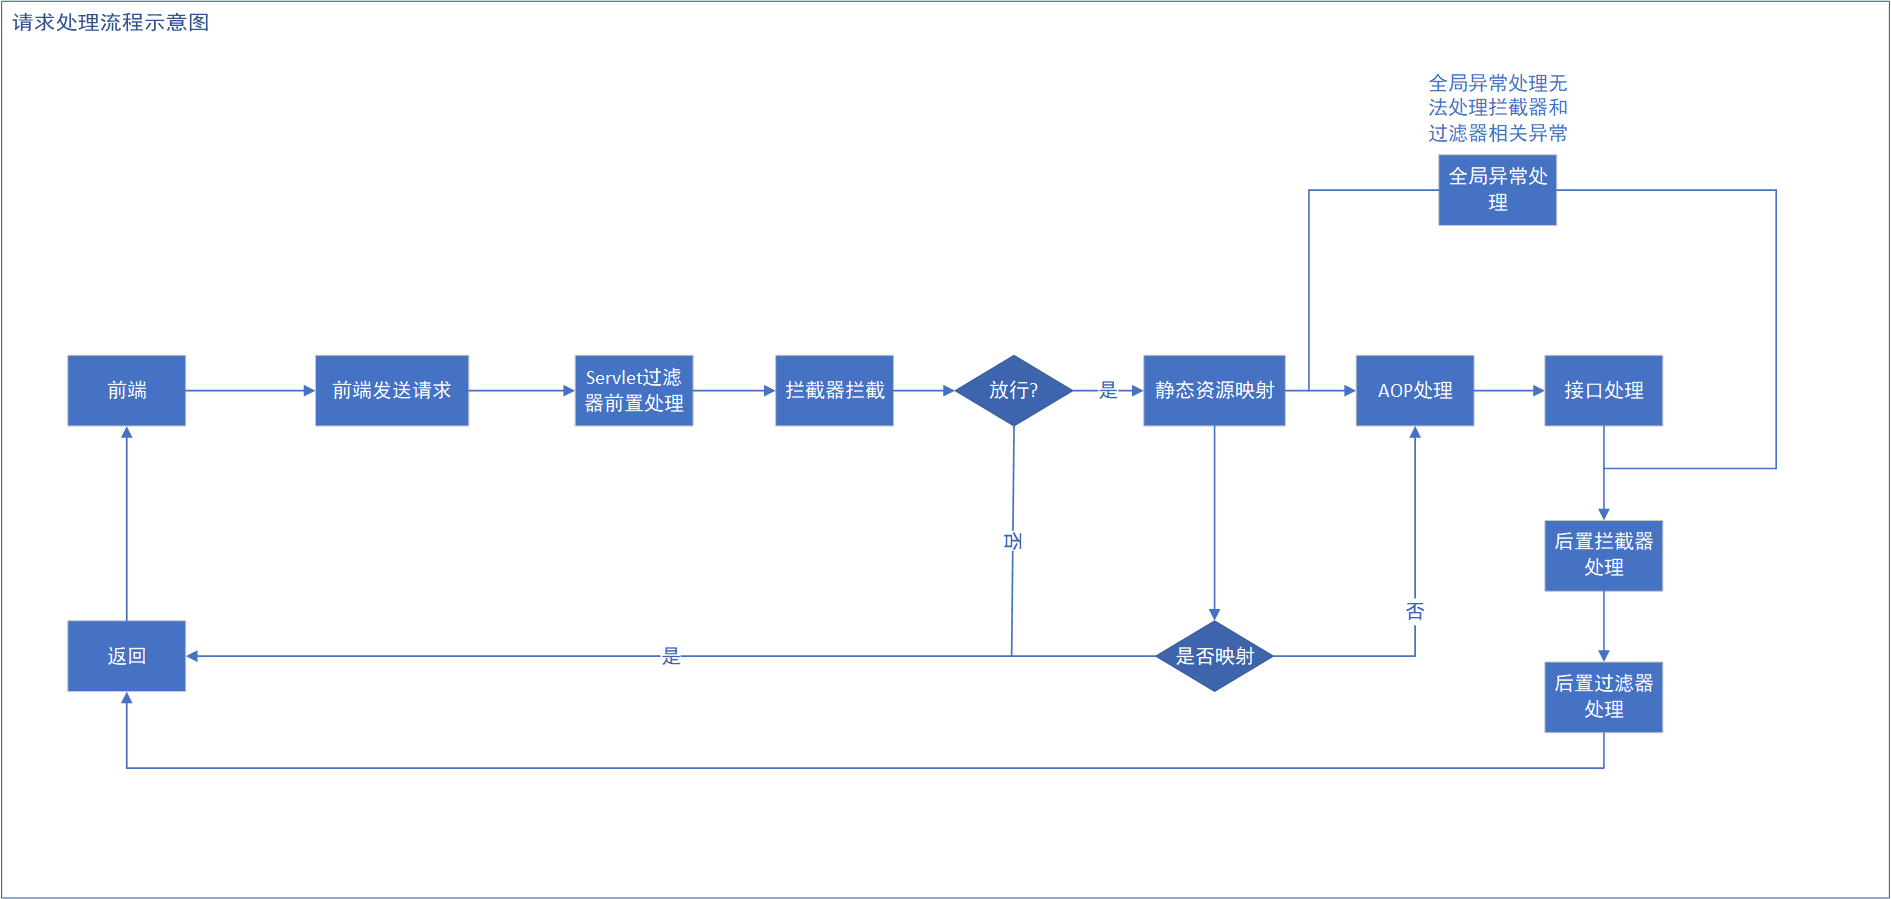 请求处理流程示意图
全局异常处理无
法处理拦截器和
过滤器相关异常
全局异常处
理
前端
前端发送请求
Servlet过滤
器前置处理
拦截器拦截
放行?
是
静态资源映射
AOP处理
接口处理
否
后置拦截器
处理
否
返回
是
是否映射
后置过滤器
处理